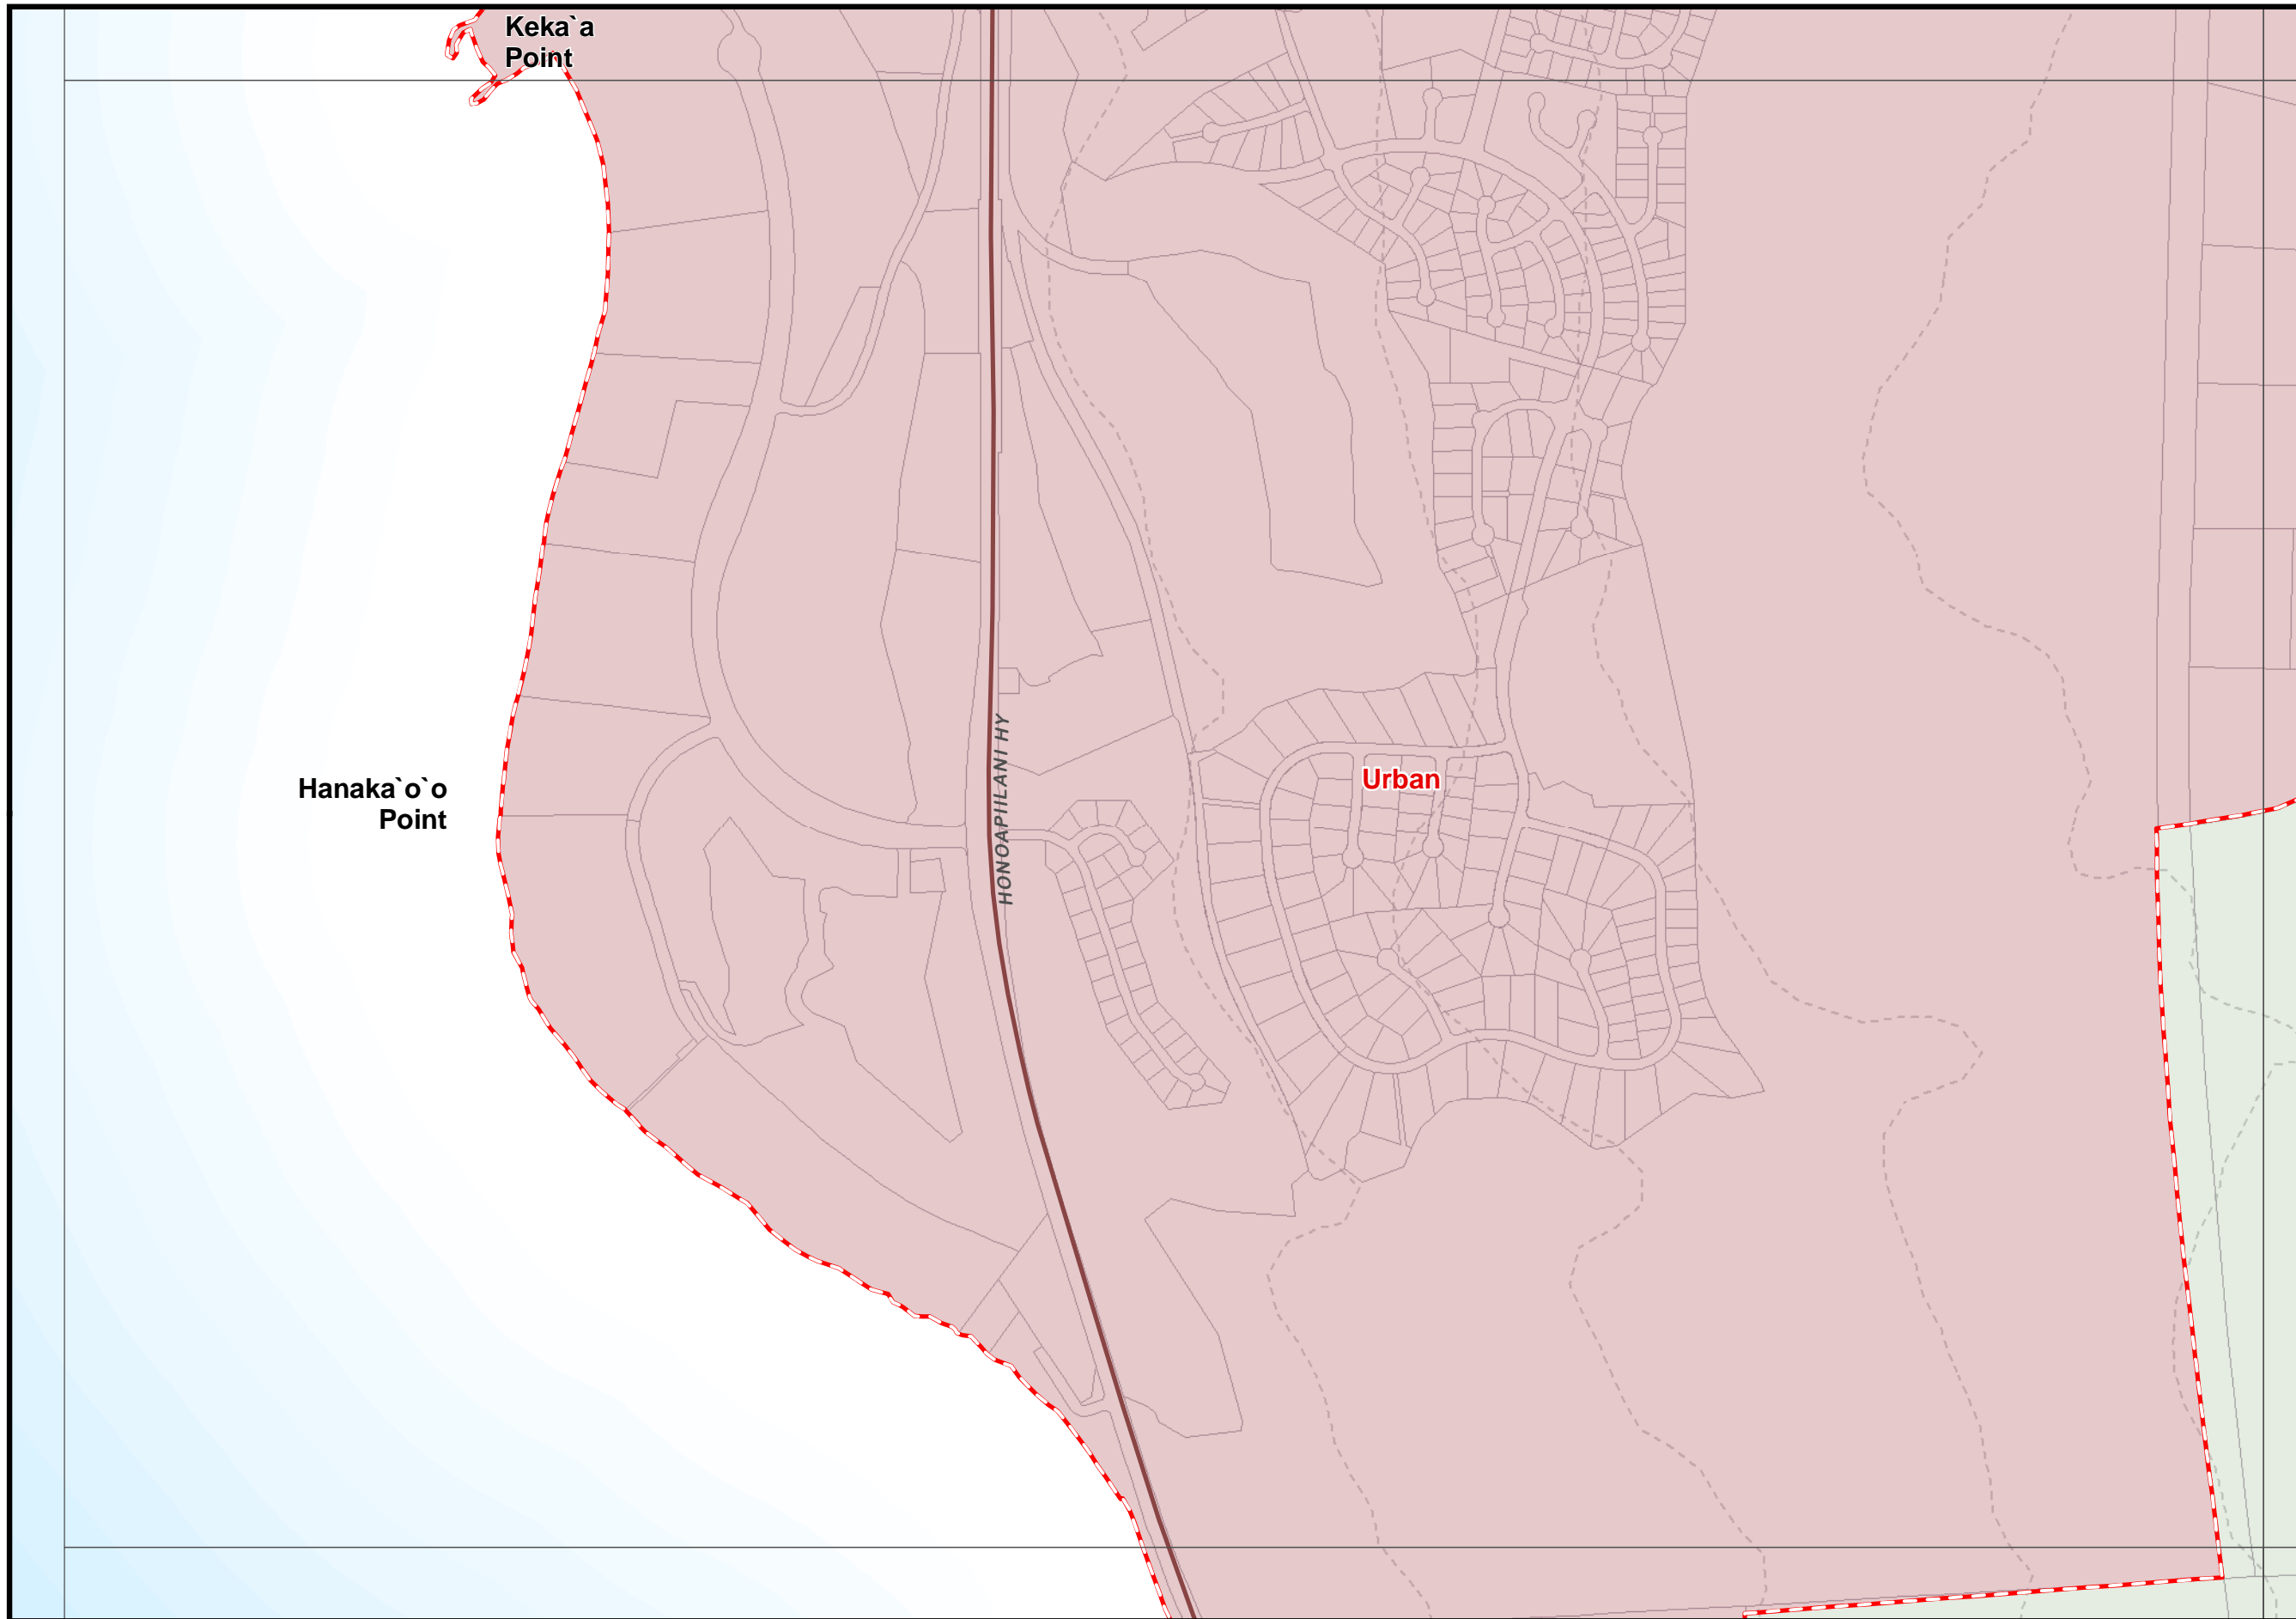 Keka`a
Point
Hanaka`o`o
Point
HONOAPIILANI HY
Urban